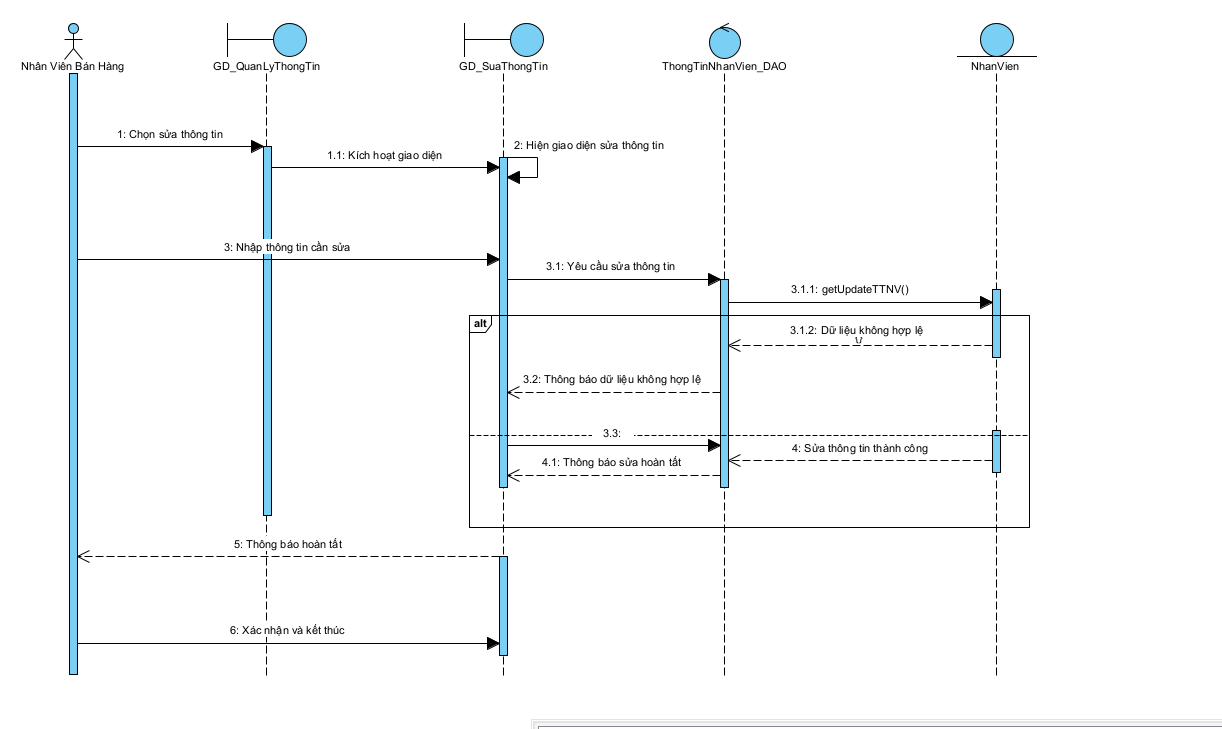 Nhân Viên Bán Hàng
GD_QuanLyThongTin
GD_SuaThongTin
ThongTinNhanVien_DAO
NhanVien
1: Chọn sửa thông tin
2: Hiện giao diện sửa thông tin
1.1: Kích hoạt giao diện
3: Nhập thông tin cần sửa
3.1: Yêu cầu sửa thông tin
3.1.1: getUpdateTTNV()
alt
3.1.2: Dữ liệu không hợp lệ
3.2: Thông báo dữ liệu không hợp lệ
3.3:
4: Sửa thông tin thành công
4.1: Thông báo sửa hoàn tất
5: Thông báo hoàn tất
6: Xác nhận và kết thúc